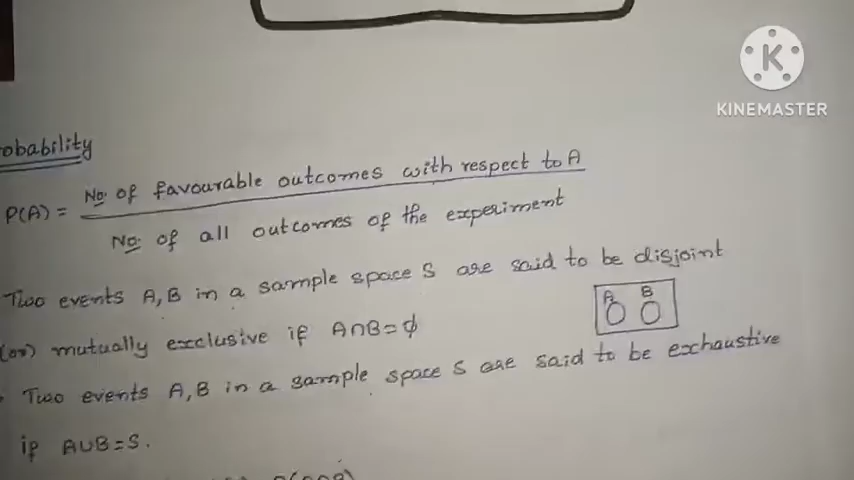 KINEMASTER
obability
P(A) = No. of favourable outcomes with respect to A
No. of all outcomes of the experiment
Two events A, B in a sample space S are said to be disjoint
A B
(or) mutually exclusive if A∩B = ϕ
Two events A, B in a sample space S are said to be exhaustive
if A∪B = S.